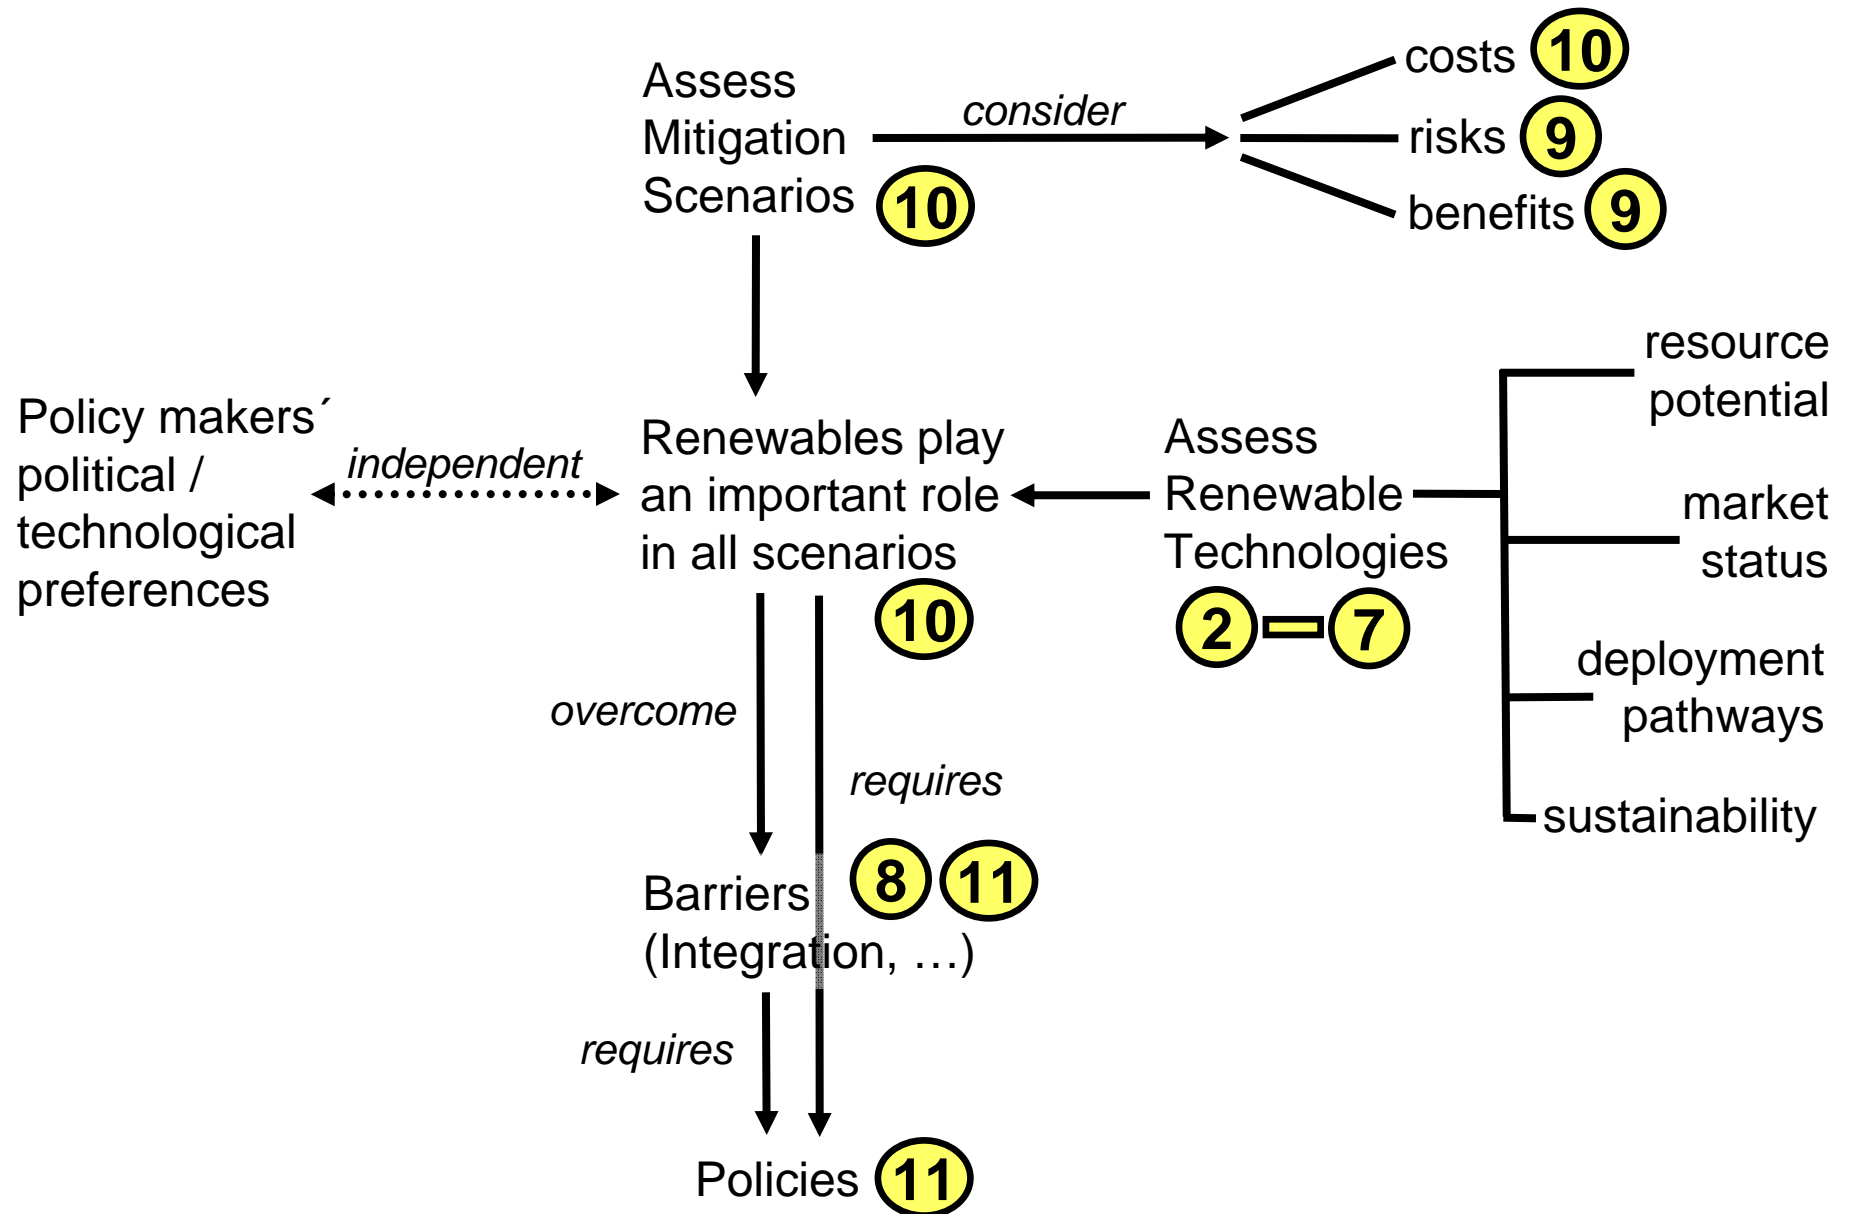 Assess
Mitigation
Scenarios 10
consider
costs 10
risks 9
benefits 9
Policy makers´
political /
technological
preferences
independent
Renewables play
an important role
in all scenarios
10
Assess
Renewable
Technologies
2 7
resource
potential
market
status
deployment
pathways
sustainability
overcome
requires
Barriers 8 11
(Integration, …)
requires
Policies 11